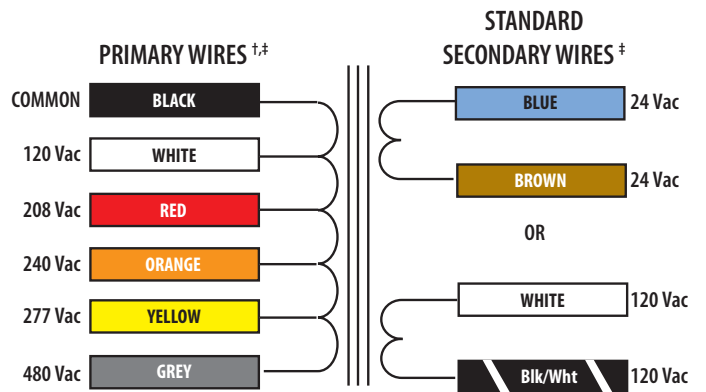 PRIMARY WIRES †,‡
COMMON BLACK
120 Vac WHITE
208 Vac RED
240 Vac ORANGE
277 Vac YELLOW
480 Vac GREY
STANDARD
SECONDARY WIRES ‡
BLUE 24 Vac
BROWN 24 Vac
OR
WHITE 120 Vac
Blk/Wht 120 Vac